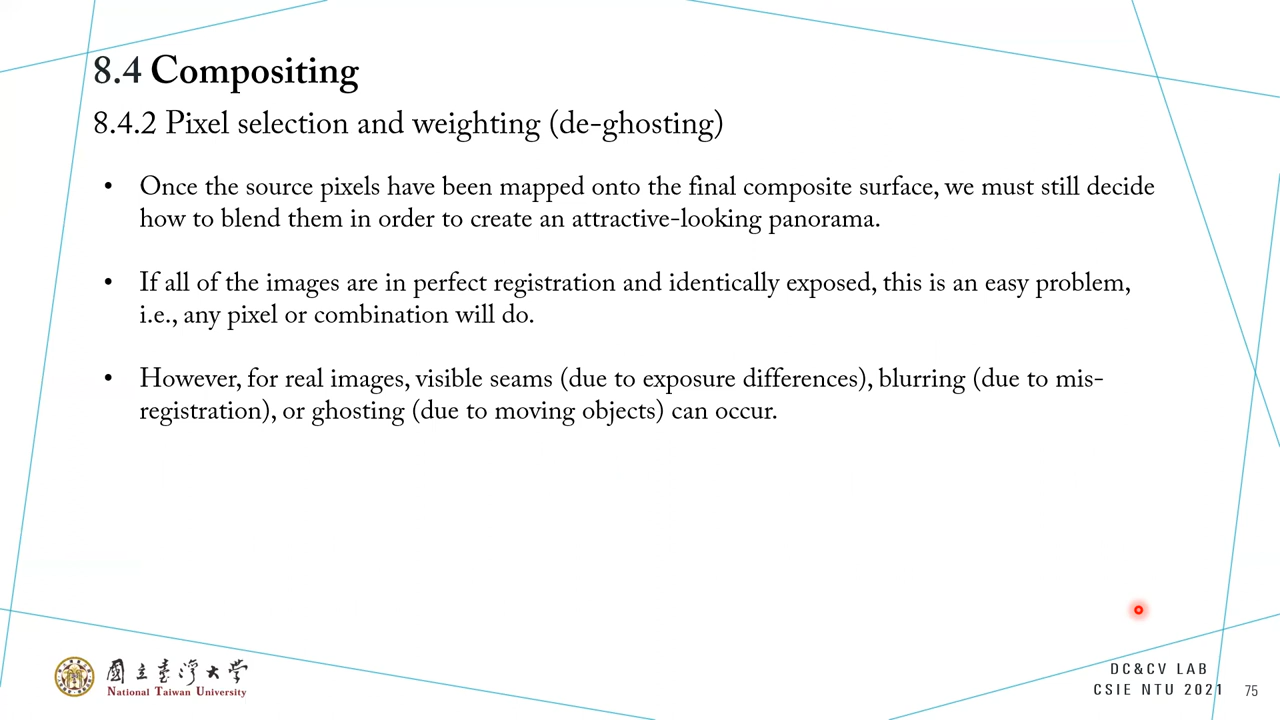 8.4 Compositing
8.4.2 Pixel selection and weighting (de-ghosting)
• Once the source pixels have been mapped onto the final composite surface, we must still decide
how to blend them in order to create an attractive-looking panorama.
• If all of the images are in perfect registration and identically exposed, this is an easy problem,
i.e., any pixel or combination will do.
• However, for real images, visible seams (due to exposure differences), blurring (due to mis-
registration), or ghosting (due to moving objects) can occur.
國立臺灣大學
National Taiwan University
DC&CV LAB
CSIE NTU 2021
75